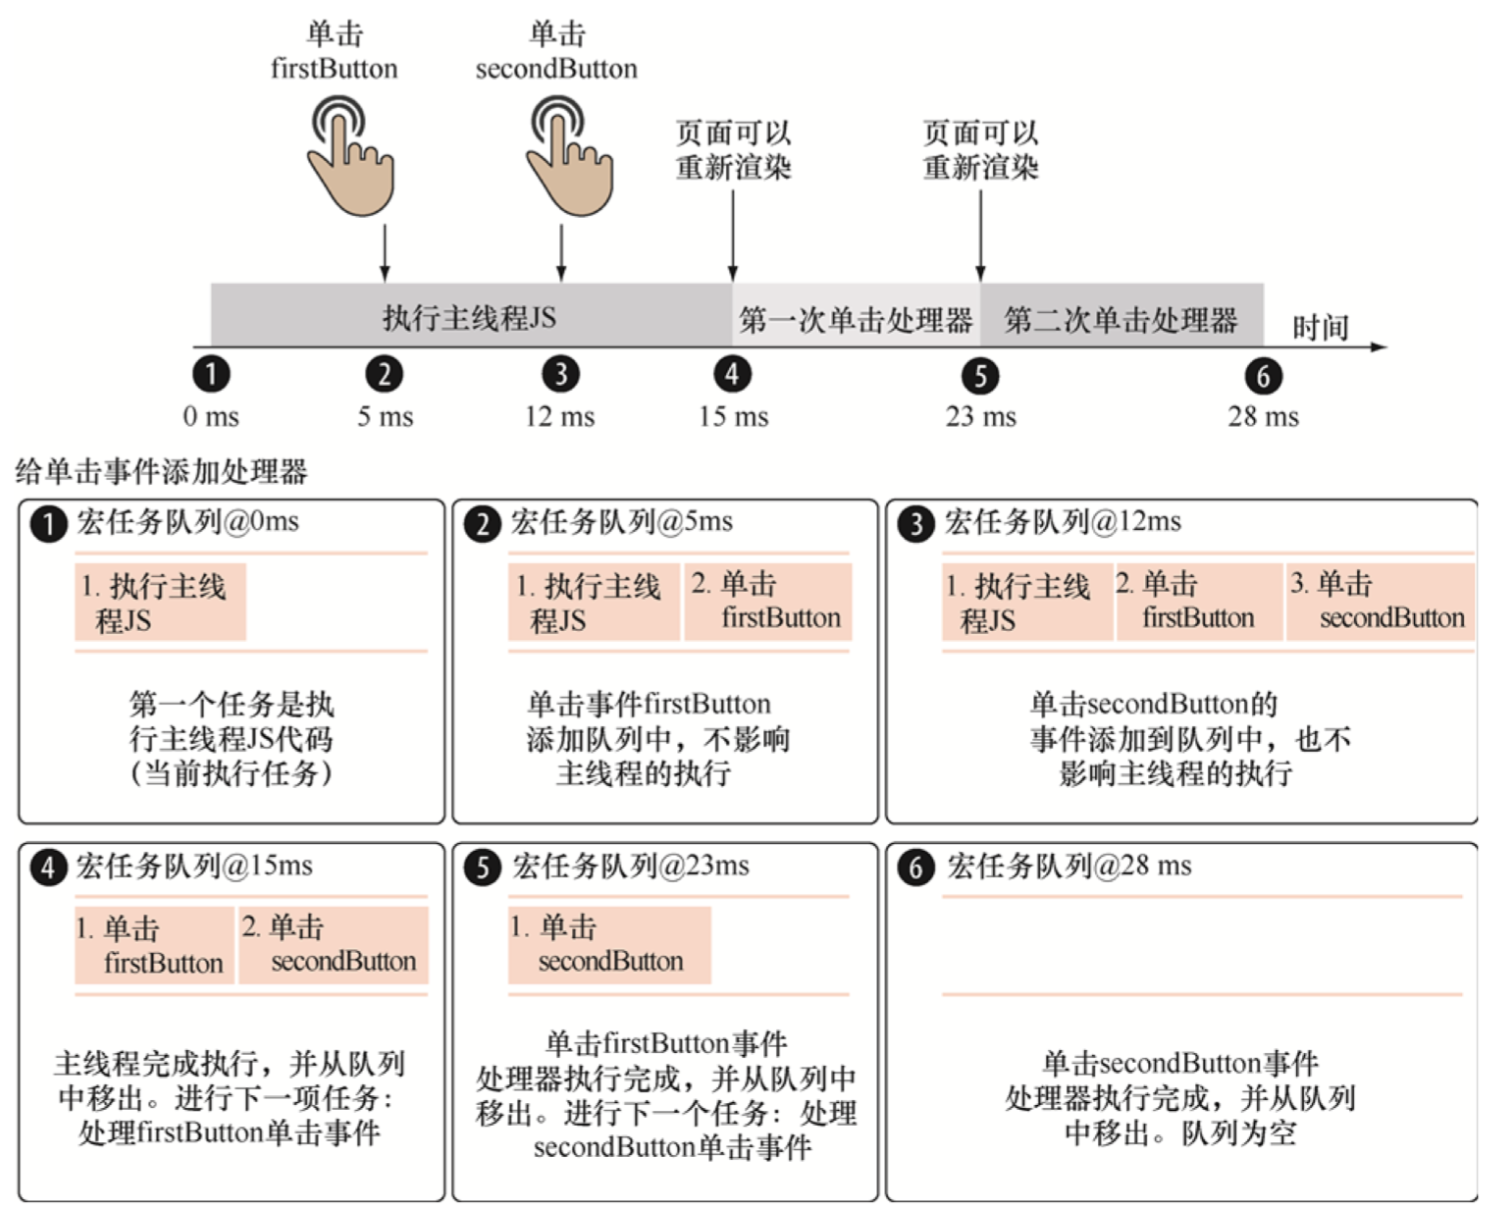 单击
firstButton
单击
secondButton
页面可以
重新渲染
页面可以
重新渲染
执行主线程JS
第一次单击处理器
第二次单击处理器
时间
1
2
3
4
5
6
0 ms
5 ms
12 ms
15 ms
23 ms
28 ms
给单击事件添加处理器
1 宏任务队列@0ms
1. 执行主线
程JS
第一个任务是执
行主线程JS代码
(当前执行任务)
2 宏任务队列@5ms
1. 执行主线
程JS
2. 单击
firstButton
单击事件firstButton
添加队列中，不影响
主线程的执行
3 宏任务队列@12ms
1. 执行主线
程JS
2. 单击
firstButton
3. 单击
secondButton
单击secondButton的
事件添加到队列中，也不
影响主线程的执行
4 宏任务队列@15ms
1. 单击
firstButton
2. 单击
secondButton
主线程完成执行，并从队列
中移出。进行下一项任务：
处理firstButton单击事件
5 宏任务队列@23ms
1. 单击
secondButton
单击firstButton事件
处理器执行完成，并从队列中
移出。进行下一个任务：处理
secondButton单击事件
6 宏任务队列@28 ms
单击secondButton事件
处理器执行完成，并从队列
中移出。队列为空